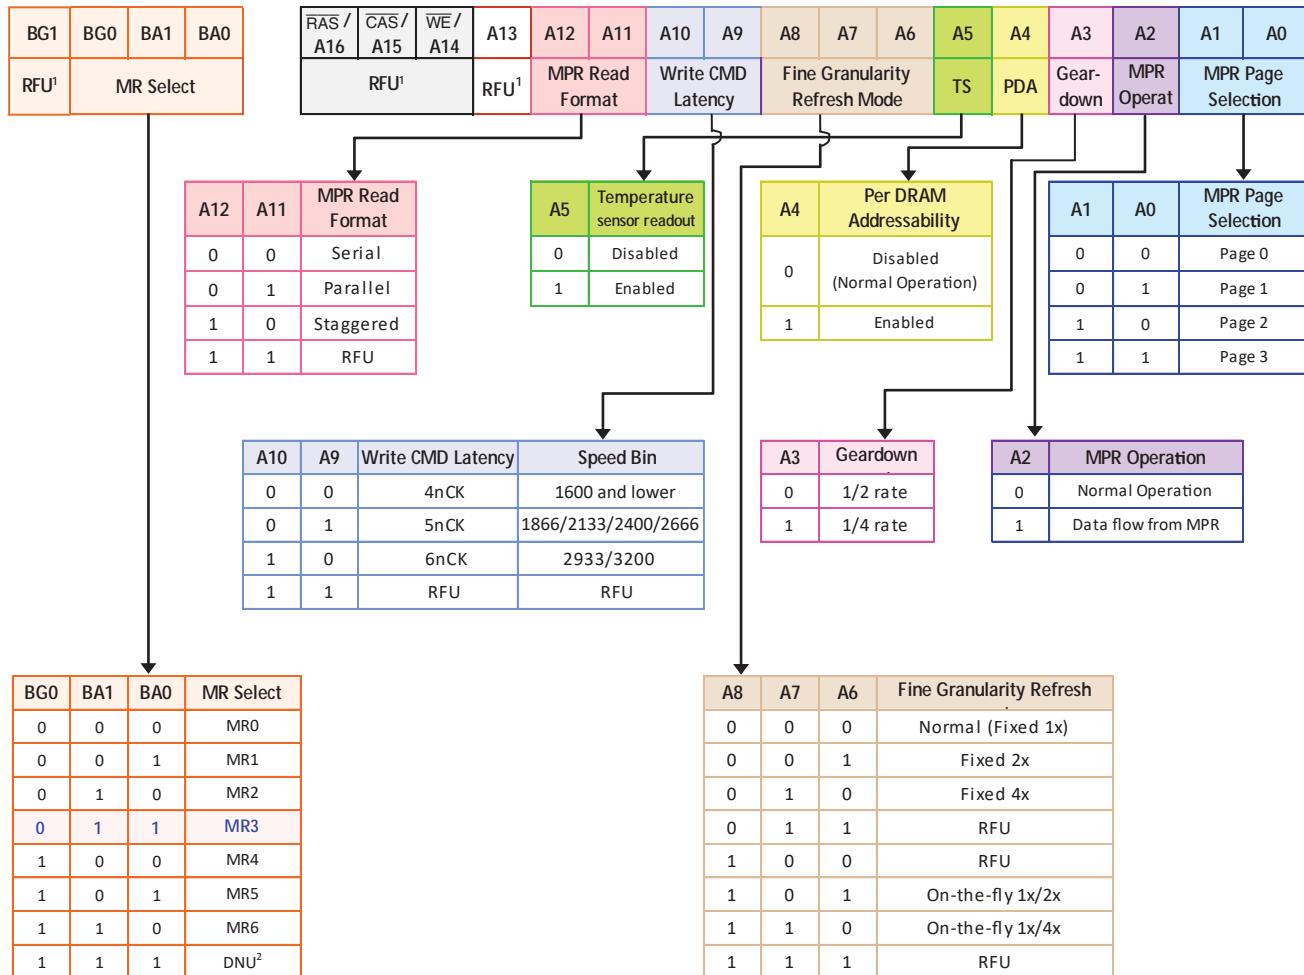 BG1 BG0 BA1 BA0 RAS / A16 CAS / A15 WE / A14 A13 A12 A11 A10 A9 A8 A7 A6 A5 A4 A3 A2 A1 A0
RFU¹ MR Select RFU¹ RFU¹ MPR Read Format Write CMD Latency Fine Granularity Refresh Mode TS PDA Gear-down MPR Operat MPR Page Selection
A12 A11 MPR Read Format
0 0 Serial
0 1 Parallel
1 0 Staggered
1 1 RFU
A5 Temperature sensor readout
0 Disabled
1 Enabled
A4 Per DRAM Addressability
0 Disabled (Normal Operation)
1 Enabled
A1 A0 MPR Page Selection
0 0 Page 0
0 1 Page 1
1 0 Page 2
1 1 Page 3
A10 A9 Write CMD Latency Speed Bin
0 0 4nCK 1600 and lower
0 1 5nCK 1866/2133/2400/2666
1 0 6nCK 2933/3200
1 1 RFU RFU
A3 Geardown
0 1/2 rate
1 1/4 rate
A2 MPR Operation
0 Normal Operation
1 Data flow from MPR
BG0 BA1 BA0 MR Select
0 0 0 MR0
0 0 1 MR1
0 1 0 MR2
0 1 1 MR3
1 0 0 MR4
1 0 1 MR5
1 1 0 MR6
1 1 1 DNU²
A8 A7 A6 Fine Granularity Refresh
0 0 0 Normal (Fixed 1x)
0 0 1 Fixed 2x
0 1 0 Fixed 4x
0 1 1 RFU
1 0 0 RFU
1 0 1 On-the-fly 1x/2x
1 1 0 On-the-fly 1x/4x
1 1 1 RFU